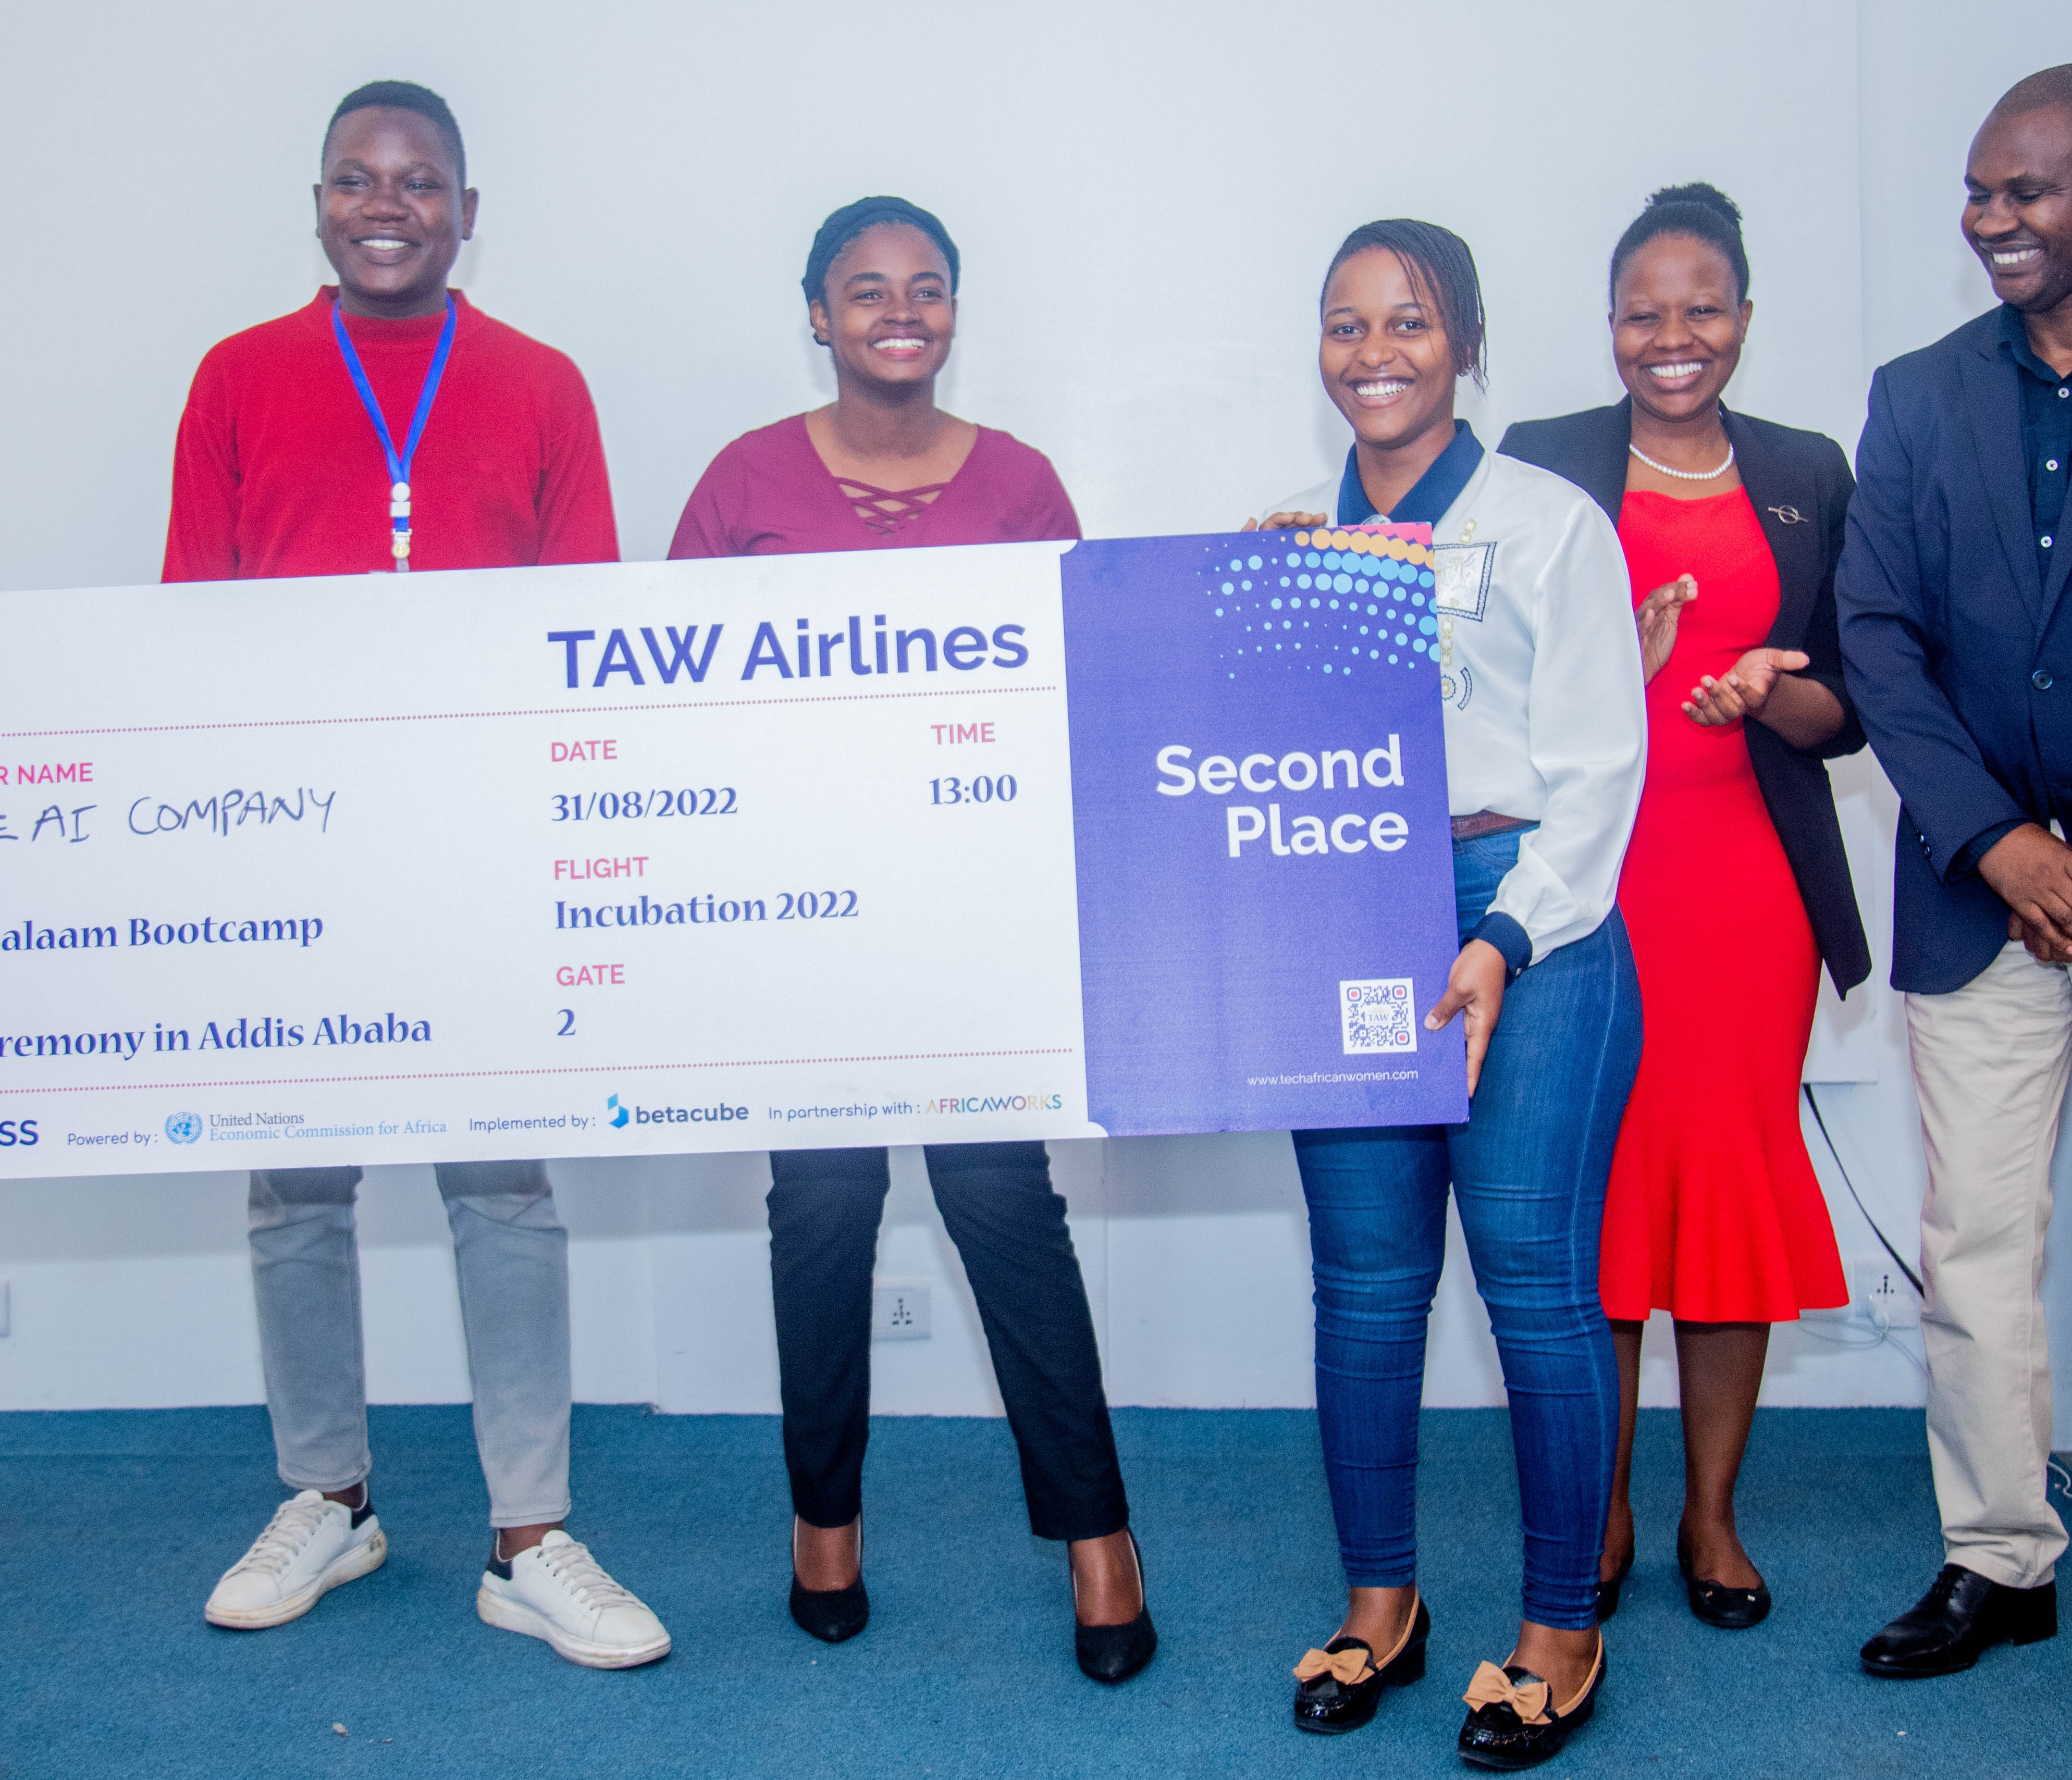 TAW Airlines
R NAME
E AI COMPANY
DATE
31/08/2022
TIME
13:00
alaam Bootcamp
FLIGHT
Incubation 2022
remony in Addis Ababa
GATE
2
SS
Powered by :
United Nations
Economic Commission for Africa
Implemented by :
betacube
In partnership with : AFRICAWORKS
Second
Place
TAW
www.techafricanwomen.com